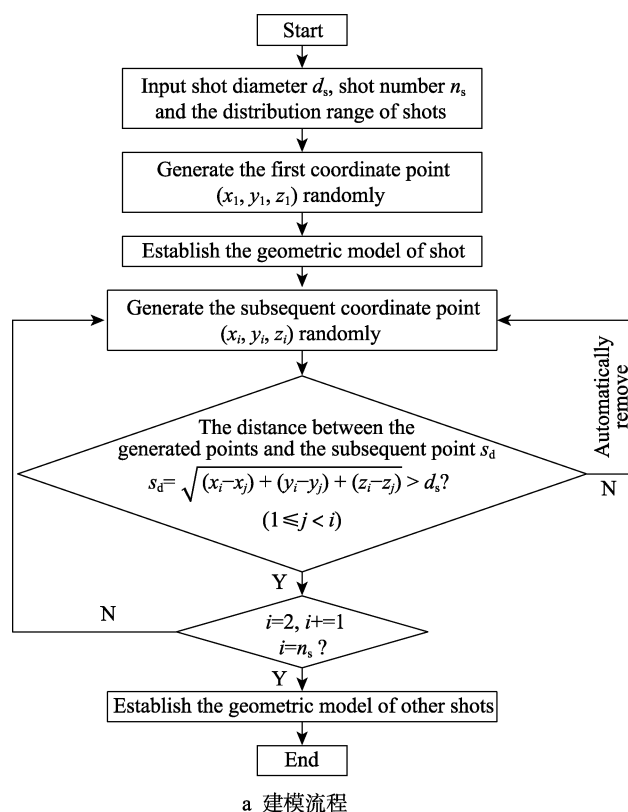 Start
Input shot diameter dₛ, shot number nₛ
and the distribution range of shots
Generate the first coordinate point
(x₁, y₁, z₁) randomly
Establish the geometric model of shot
Generate the subsequent coordinate point
(xᵢ, yᵢ, zᵢ) randomly
Automatically
remove
The distance between the
generated points and the subsequent point s_d
s_d=√(xᵢ−xⱼ)+(yᵢ−yⱼ)+(zᵢ−zⱼ) > dₛ?
(1≤j < i)
N
Y
N
i=2, i+=1
i=nₛ ?
Y
Establish the geometric model of other shots
End
a 建模流程